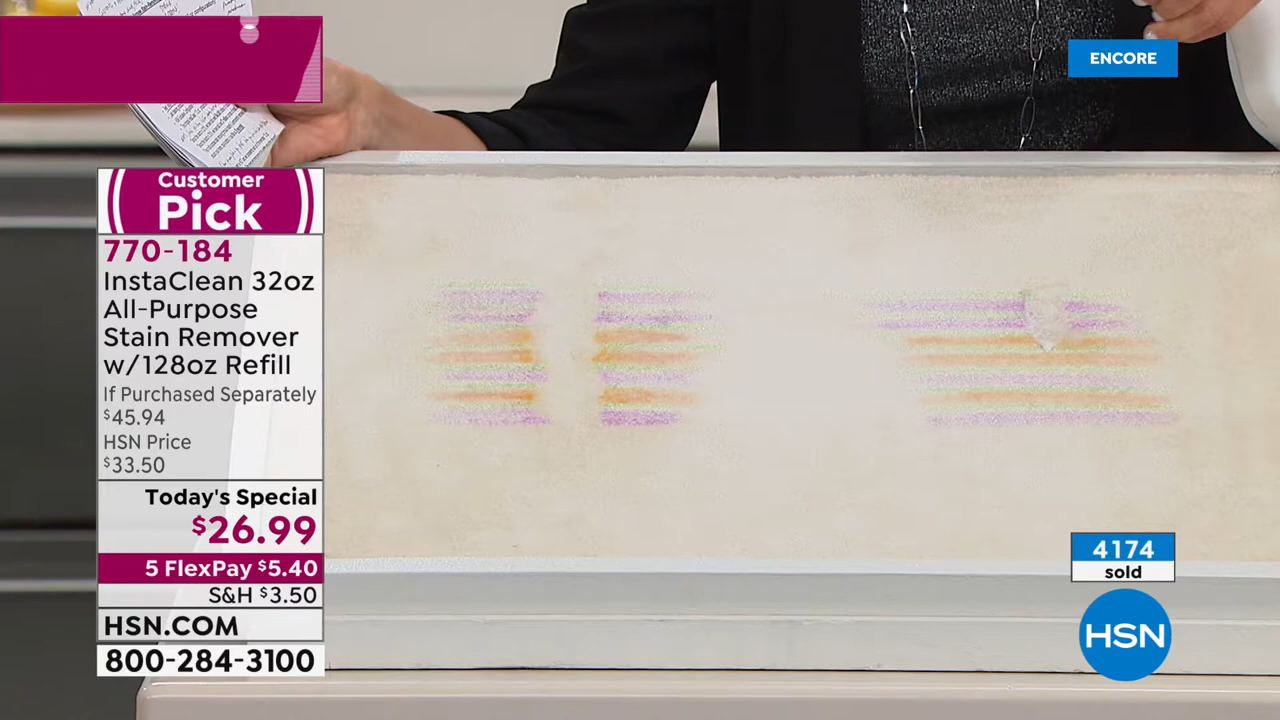 ENCORE
Customer
Pick
770-184
InstaClean 32oz
All-Purpose
Stain Remover
w/128oz Refill
If Purchased Separately
$45.94
HSN Price
$33.50
Today's Special
$26.99
5 FlexPay $5.40
S&H $3.50
HSN.COM
800-284-3100
4174
sold
HSN